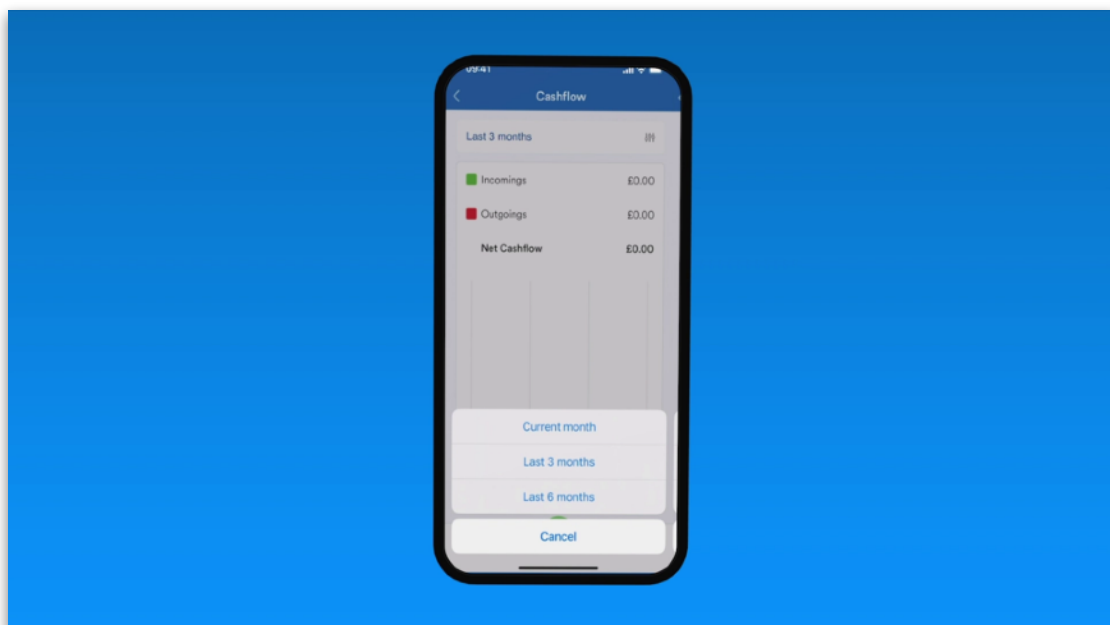 09:41
Cashflow
Last 3 months
Incomings £0.00
Outgoings £0.00
Net Cashflow £0.00
Current month
Last 3 months
Last 6 months
Cancel